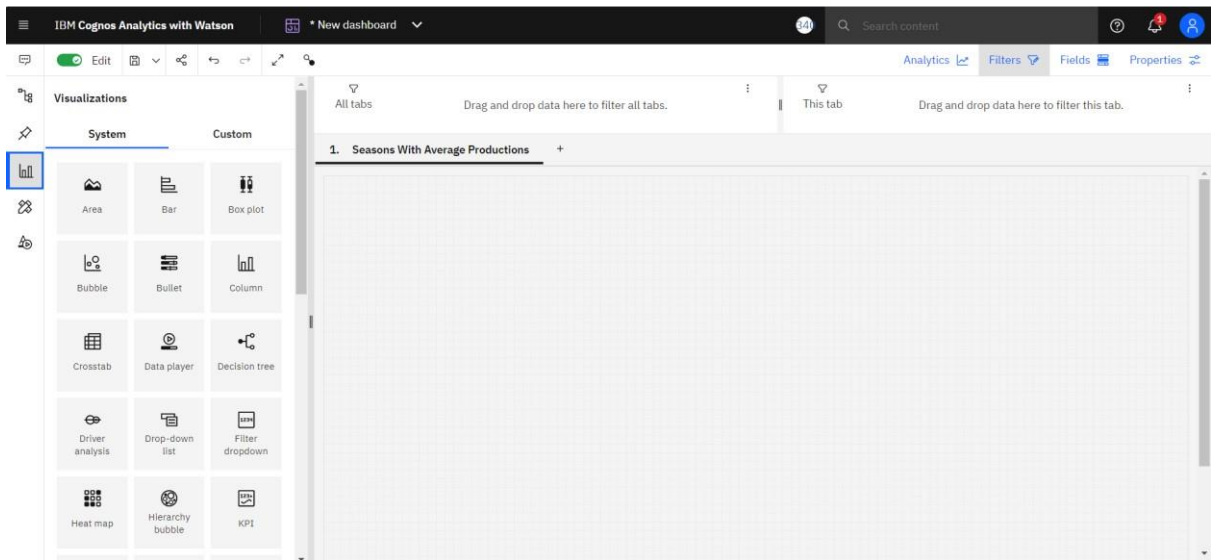 IBM Cognos Analytics with Watson
* New dashboard
Search content
1
Edit
Analytics
Filters
Fields
Properties
Visualizations
System
Custom
All tabs
Drag and drop data here to filter all tabs.
This tab
Drag and drop data here to filter this tab.
1. Seasons With Average Productions +
Area
Bar
Box plot
Bubble
Bullet
Column
Crosstab
Data player
Decision tree
Driver
analysis
Drop-down
list
Filter
dropdown
Heat map
Hierarchy
bubble
KPI